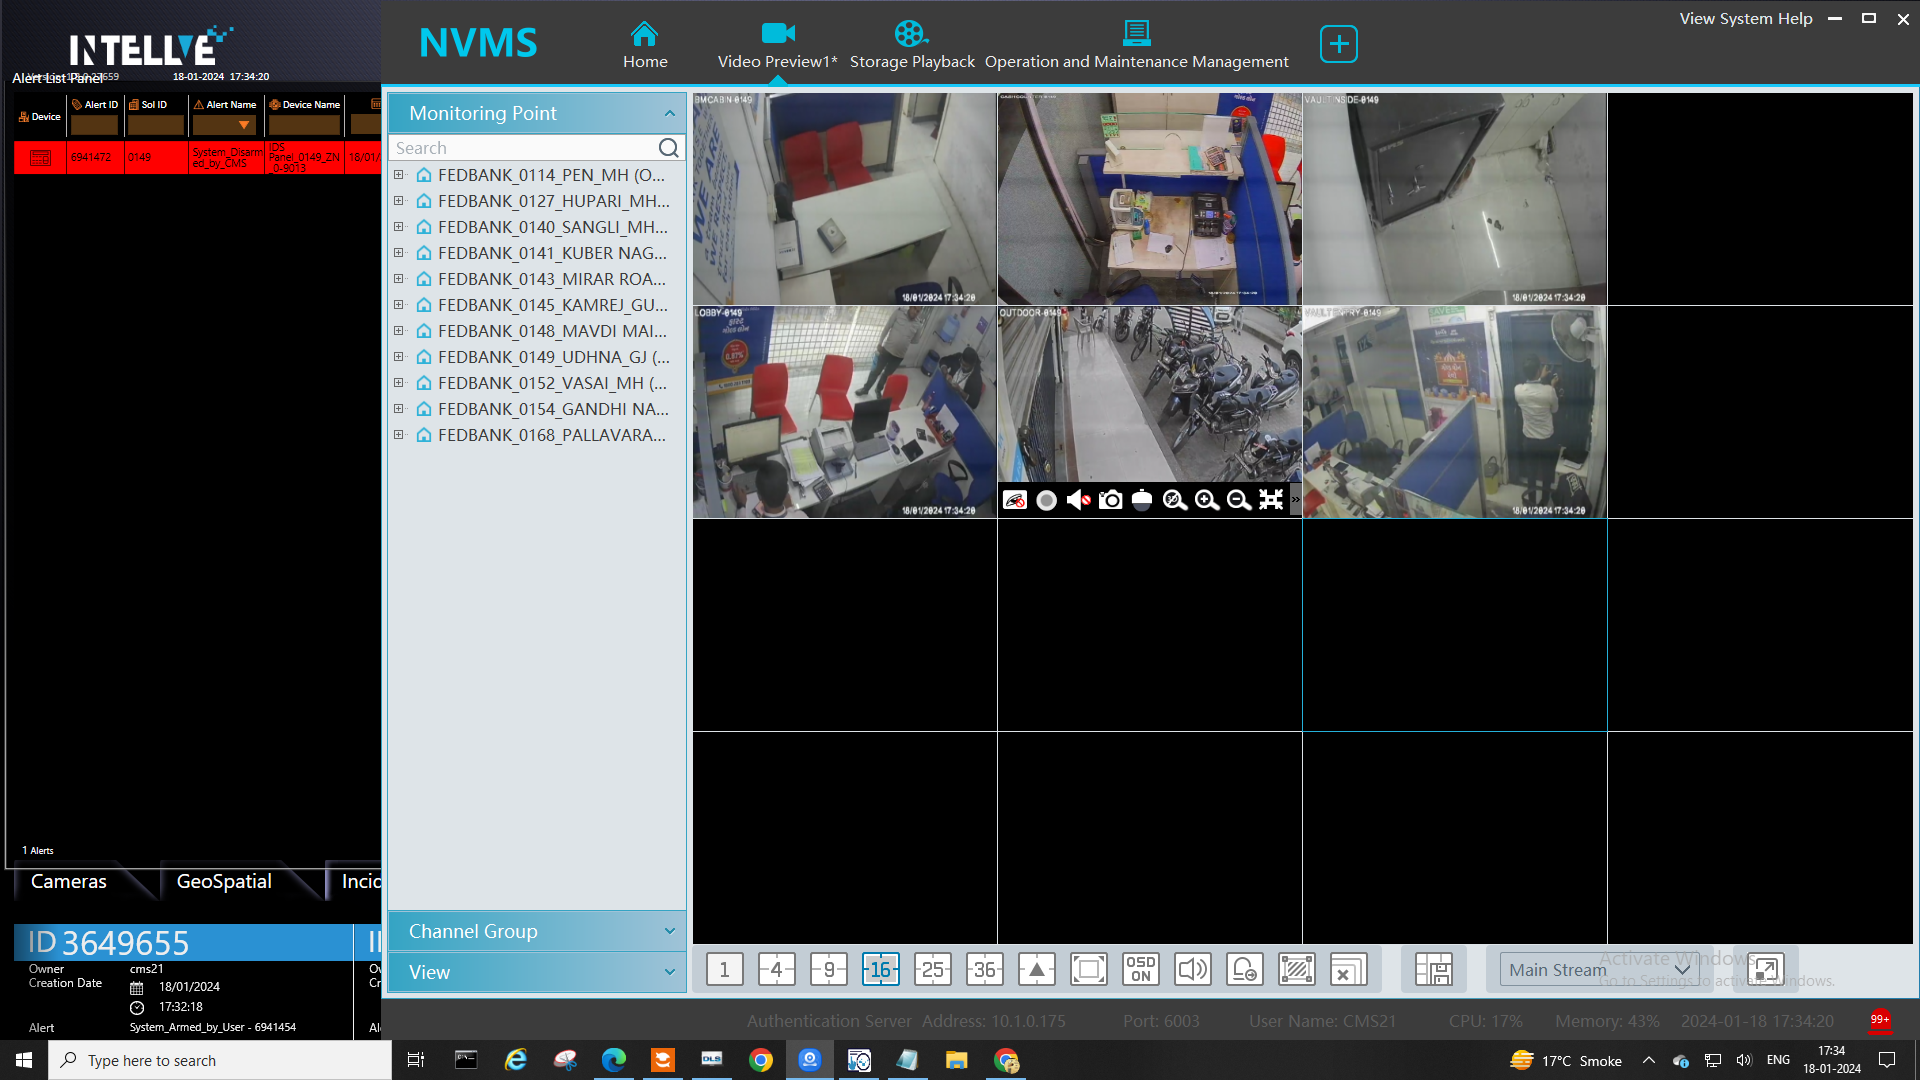 INTELLVE
18-01-2024 17:34:20
Alert List Panel
Device
Alert ID
Sol ID
Alert Name
Device Name
6941472
0149
System_Disarm
ed_by_CMS
IDS
Panel_0149_ZN
_0-9013
18/01/
1 Alerts
Cameras
GeoSpatial
Incid
ID 3649655
Owner
cms21
Creation Date
18/01/2024
17:32:18
Alert
System_Armed_by_User - 6941454
NVMS
Home
Video Preview1*
Storage Playback
Operation and Maintenance Management
View System Help
Monitoring Point
Search
FEDBANK_0114_PEN_MH (O...
FEDBANK_0127_HUPARI_MH...
FEDBANK_0140_SANGLI_MH...
FEDBANK_0141_KUBER NAG...
FEDBANK_0143_MIRAR ROA...
FEDBANK_0145_KAMREJ_GU...
FEDBANK_0148_MAVDI MAI...
FEDBANK_0149_UDHNA_GJ (...
FEDBANK_0152_VASAI_MH (...
FEDBANK_0154_GANDHI NA...
FEDBANK_0168_PALLAVARA...
Channel Group
View
BMCABIN-0149
WE ARE
18/01/2024 17:34:20
VAULT INSIDE-0149
18/01/2024 17:34:20
LOBBY-0149
18/01/2024 17:34:20
OUTDOOR-0149
VAULT ENTRY-0149
18/01/2024 17:34:20
1
4
9
16
25
36
OSD
ON
Main Stream
Activate Windows
Go to Settings to activate Windows.
Authentication Server Address: 10.1.0.175
Port: 6003
User Name: CMS21
CPU: 17%
Memory: 43%
2024-01-18 17:34:20
99+
Type here to search
DLS
17°C Smoke
ENG
17:34
18-01-2024